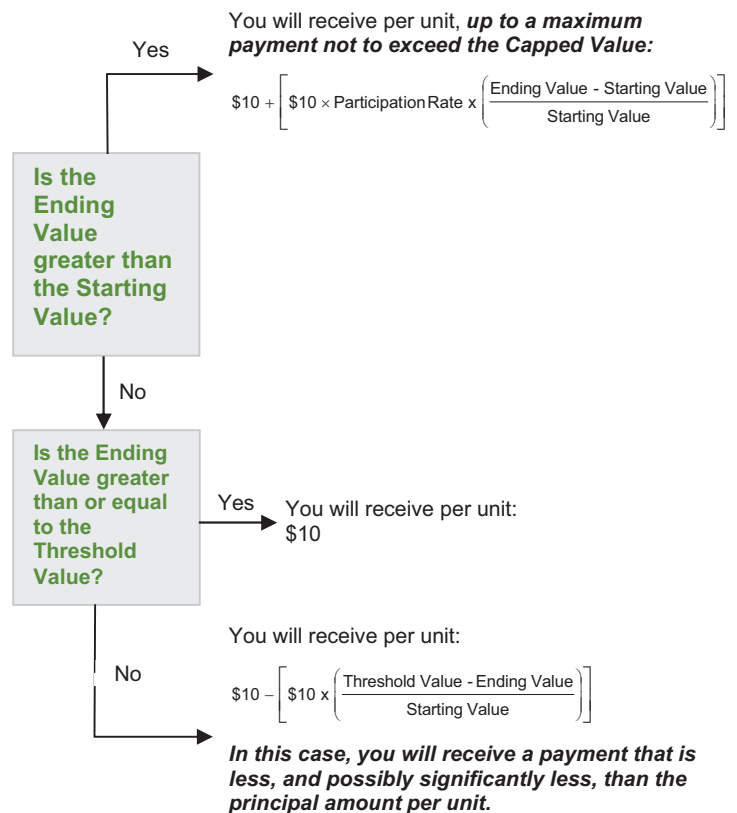 You will receive per unit, up to a maximum
payment not to exceed the Capped Value:
Yes
$10 + [ $10 × Participation Rate x ( Ending Value - Starting Value / Starting Value ) ]
Is the
Ending
Value
greater than
the Starting
Value?
No
Is the Ending
Value greater
than or equal
to the
Threshold
Value?
Yes
You will receive per unit:
$10
You will receive per unit:
No
$10 – [ $10 x ( Threshold Value - Ending Value / Starting Value ) ]
In this case, you will receive a payment that is
less, and possibly significantly less, than the
principal amount per unit.